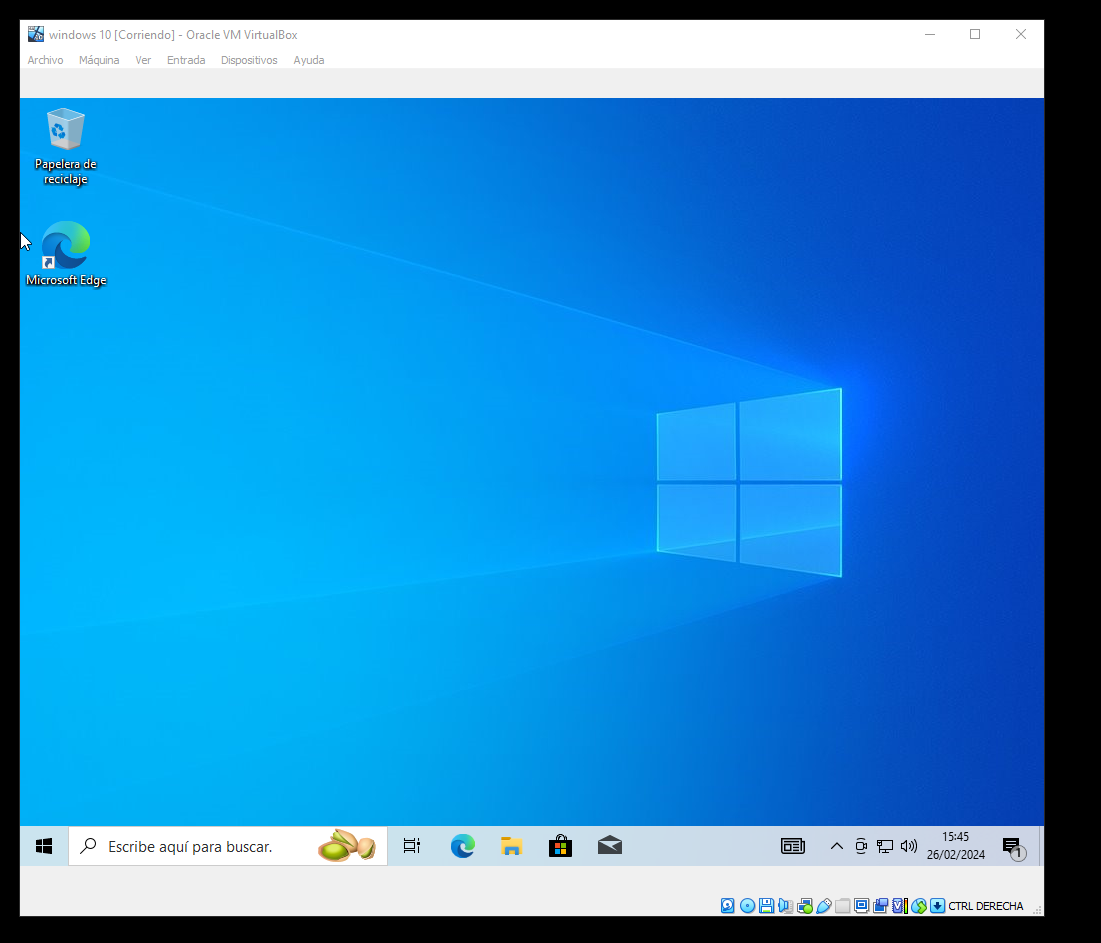 windows 10 [Corriendo] - Oracle VM VirtualBox
Archivo Máquina Ver Entrada Dispositivos Ayuda
Papelera de
reciclaje
Microsoft Edge
Escribe aquí para buscar.
15:45
26/02/2024
1
CTRL DERECHA